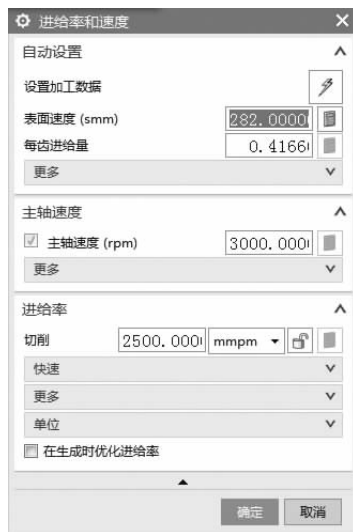 进给率和速度
自动设置
设置加工数据
表面速度 (smm) 282.0000
每齿进给量 0.4166
更多
主轴速度
主轴速度 (rpm) 3000.000
更多
进给率
切削 2500.000 mmpm
快速
更多
单位
在生成时优化进给率
确定 取消